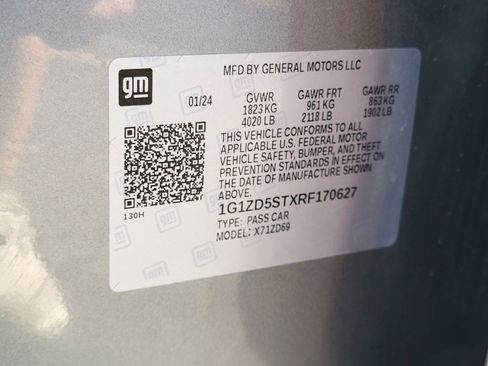 gm
MFD BY GENERAL MOTORS LLC
01/24 GVWR GAWR FRT GAWR RR
1823 KG 961 KG 863 KG
4020 LB 2118 LB 1902 LB
THIS VEHICLE CONFORMS TO ALL
APPLICABLE U.S. FEDERAL MOTOR
VEHICLE SAFETY, BUMPER, AND THEFT
PREVENTION STANDARDS IN EFFECT ON
THE DATE OF MANUFACTURE SHOWN
ABOVE.
130H
1G1ZD5STXRF170627
TYPE: PASS CAR
MODEL: X71ZD69